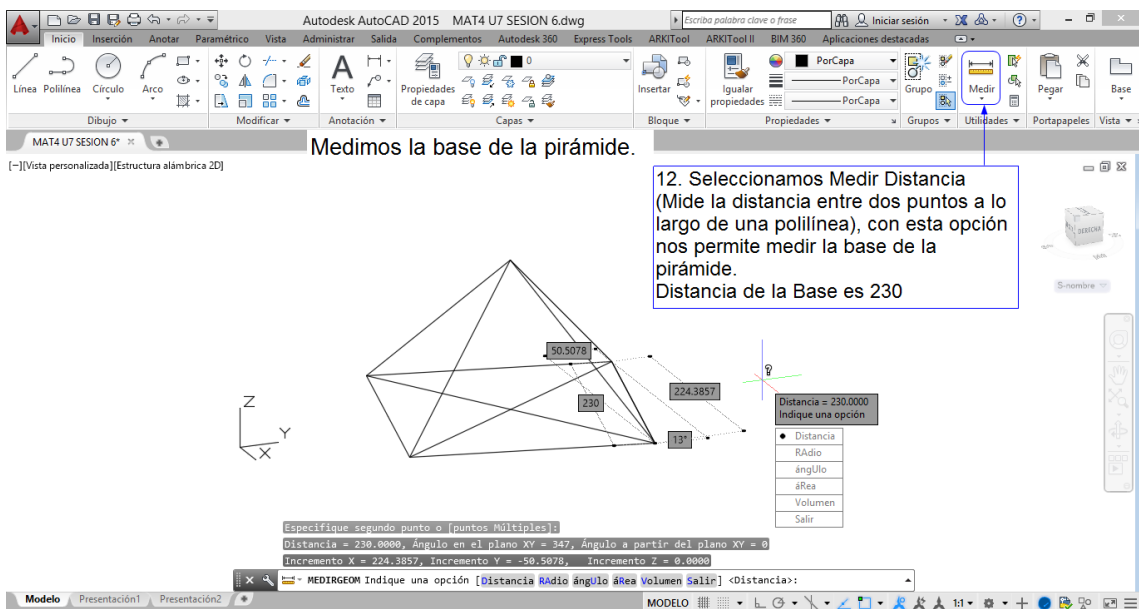 Autodesk AutoCAD 2015 MAT4 U7 SESION 6.dwg
Escriba palabra clave o frase
Iniciar sesión
Inicio Inserción Anotar Paramétrico Vista Administrar Salida Complementos Autodesk 360 Express Tools ARKITool ARKITool II BIM 360 Aplicaciones destacadas
Línea Polilínea Círculo Arco
Texto
Propiedades de capa
0
Insertar
Igualar propiedades
PorCapa
PorCapa
PorCapa
Grupo
Medir
Pegar
Base
Dibujo Modificar Anotación Capas Bloque Propiedades Grupos Utilidades Portapapeles Vista
MAT4 U7 SESION 6*
Medimos la base de la pirámide.
[−][Vista personalizada][Estructura alámbrica 2D]
12. Seleccionamos Medir Distancia
(Mide la distancia entre dos puntos a lo
largo de una polilínea), con esta opción
nos permite medir la base de la
pirámide.
Distancia de la Base es 230
DERECHA
S-nombre
50.5078
224.3857
230
13°
Z
Y
X
Distancia = 230.0000
Indique una opción
Distancia
RAdio
ángUlo
áRea
Volumen
Salir
Especifique segundo punto o [puntos Múltiples]:
Distancia = 230.0000, Ángulo en el plano XY = 347, Ángulo a partir del plano XY = 0
Incremento X = 224.3857, Incremento Y = -50.5078, Incremento Z = 0.0000
MEDIRGEOM Indique una opción [Distancia RAdio ángUlo áRea Volumen Salir] <Distancia>:
Modelo Presentación1 Presentación2
MODELO
1:1